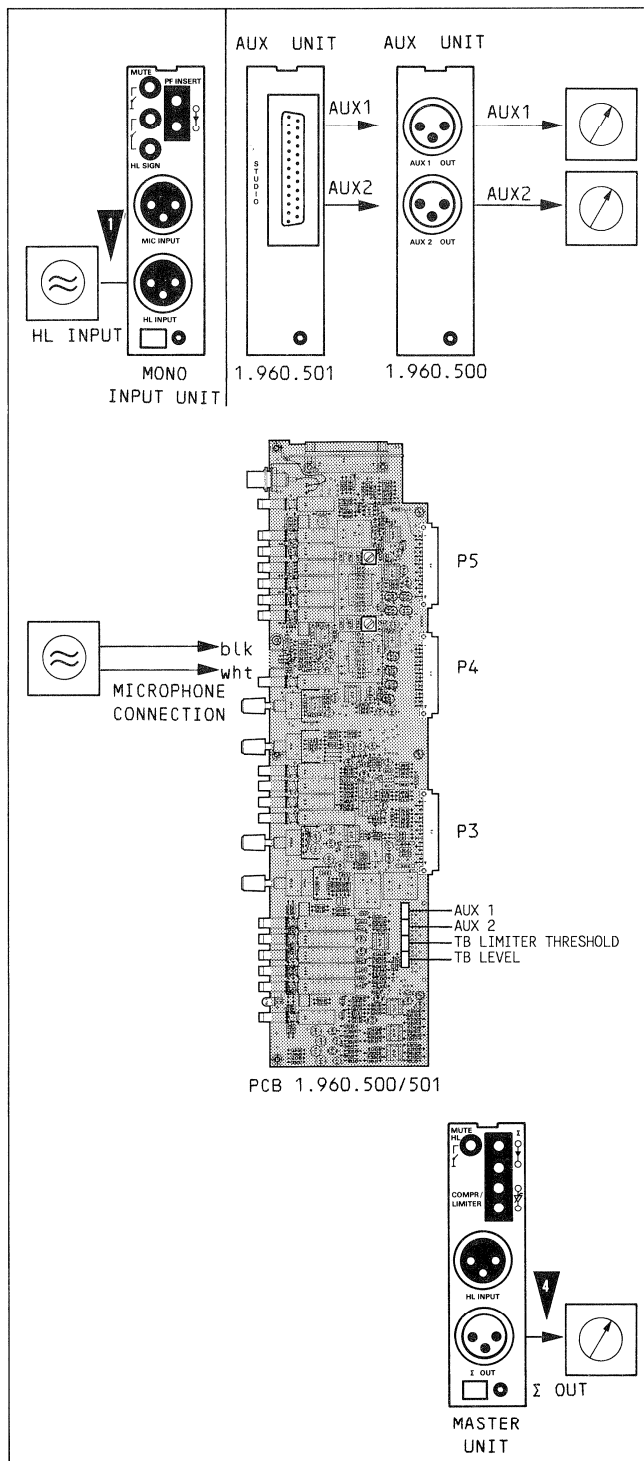 AUX UNIT
AUX UNIT
MUTE
PF INSERT
HL SIGN
MIC INPUT
HL INPUT
1
HL INPUT
MONO
INPUT UNIT
STUDIO
AUX1
AUX2
1.960.501
AUX 1 OUT
AUX 2 OUT
AUX1
AUX2
1.960.500
P5
P4
P3
blk
wht
MICROPHONE
CONNECTION
AUX 1
AUX 2
TB LIMITER THRESHOLD
TB LEVEL
PCB 1.960.500/501
MUTE
HL
I
COMPR/
LIMITER
HL INPUT
Σ OUT
4
Σ OUT
MASTER
UNIT